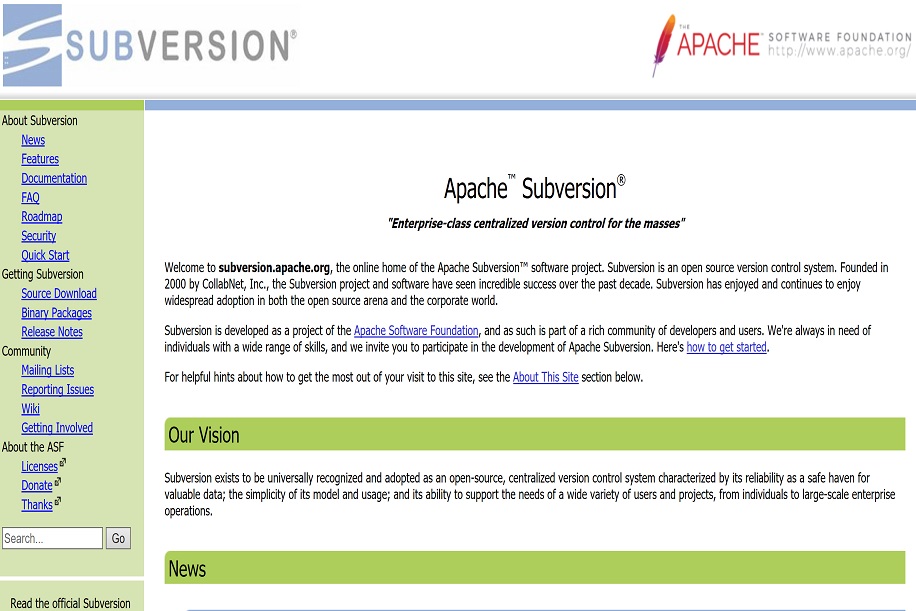 SUBVERSION®
THE
APACHE™ SOFTWARE FOUNDATION
http://www.apache.org/
About Subversion
News
Features
Documentation
FAQ
Roadmap
Security
Quick Start
Getting Subversion
Source Download
Binary Packages
Release Notes
Community
Mailing Lists
Reporting Issues
Wiki
Getting Involved
About the ASF
Licenses
Donate
Thanks
Search... Go
Read the official Subversion
Apache™ Subversion®
"Enterprise-class centralized version control for the masses"
Welcome to subversion.apache.org, the online home of the Apache Subversion™ software project. Subversion is an open source version control system. Founded in
2000 by CollabNet, Inc., the Subversion project and software have seen incredible success over the past decade. Subversion has enjoyed and continues to enjoy
widespread adoption in both the open source arena and the corporate world.
Subversion is developed as a project of the Apache Software Foundation, and as such is part of a rich community of developers and users. We're always in need of
individuals with a wide range of skills, and we invite you to participate in the development of Apache Subversion. Here's how to get started.
For helpful hints about how to get the most out of your visit to this site, see the About This Site section below.
Our Vision
Subversion exists to be universally recognized and adopted as an open-source, centralized version control system characterized by its reliability as a safe haven for
valuable data; the simplicity of its model and usage; and its ability to support the needs of a wide variety of users and projects, from individuals to large-scale enterprise
operations.
News